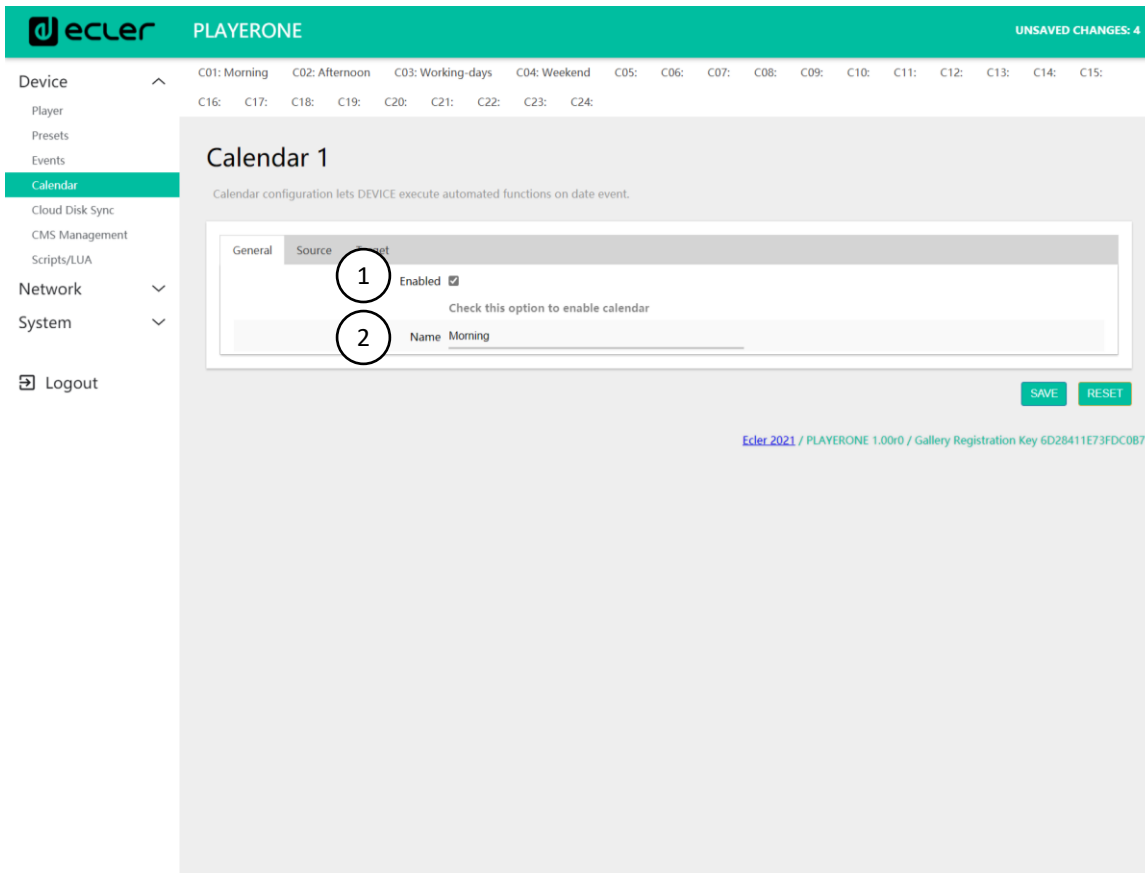 ecler PLAYERONE UNSAVED CHANGES: 4
Device
Player
Presets
Events
Calendar
Cloud Disk Sync
CMS Management
Scripts/LUA
Network
System
Logout
C01: Morning C02: Afternoon C03: Working-days C04: Weekend C05: C06: C07: C08: C09: C10: C11: C12: C13: C14: C15:
C16: C17: C18: C19: C20: C21: C22: C23: C24:
Calendar 1
Calendar configuration lets DEVICE execute automated functions on date event.
General Source Target
1 Enabled
Check this option to enable calendar
2 Name Morning
SAVE RESET
Ecler 2021 / PLAYERONE 1.00r0 / Gallery Registration Key 6D28411E73FDC0B7